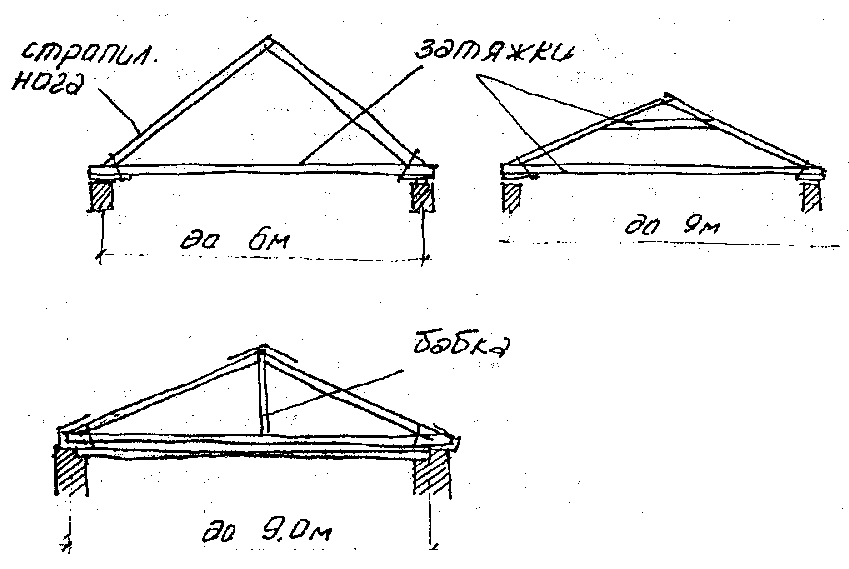 стропил.
нога
затяжки
до 6м
до 9м
бабка
до 9.0м